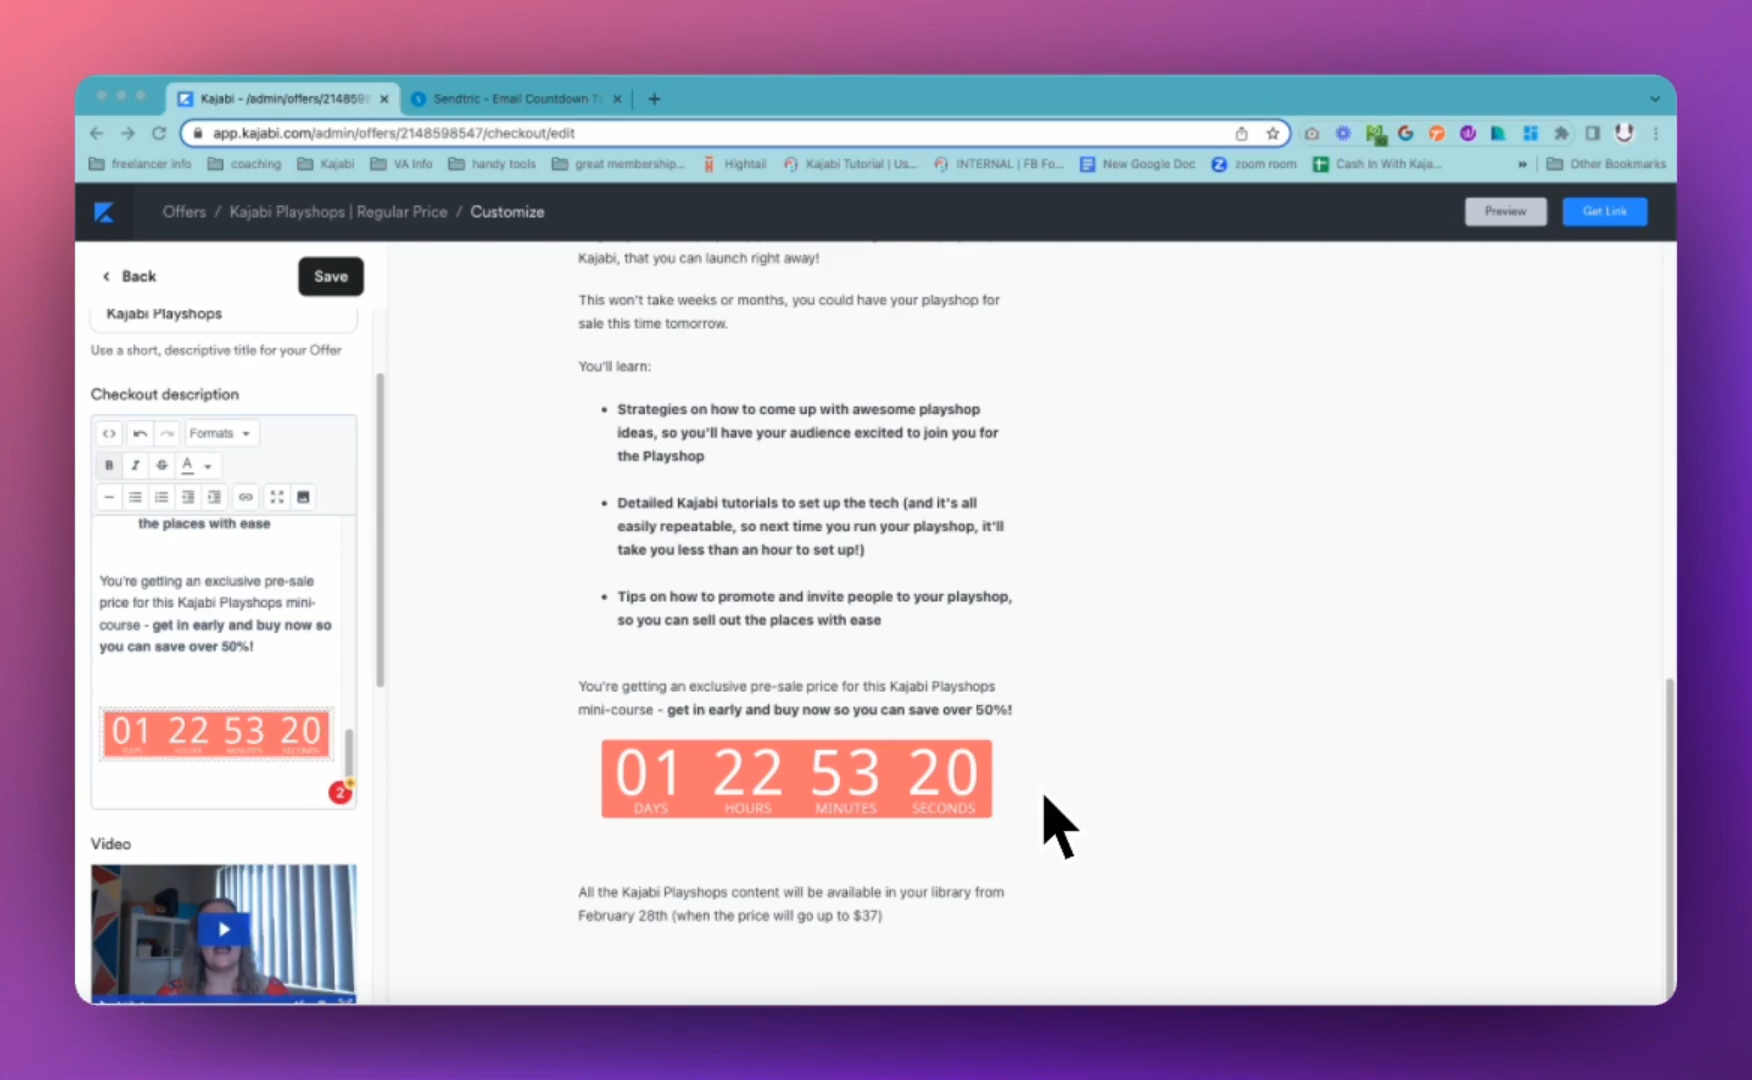 Kajabi - /admin/offers/214859
Sendtric - Email Countdown T
app.kajabi.com/admin/offers/2148598547/checkout/edit
freelancer info
coaching
Kajabi
VA Info
handy tools
great membership...
Hightail
Kajabi Tutorial | Us...
INTERNAL | FB Fo...
New Google Doc
zoom room
Cash In With Kaja...
»
Other Bookmarks
Offers / Kajabi Playshops | Regular Price / Customize
Preview
Get Link
Back
Save
Kajabi Playshops
Use a short, descriptive title for your Offer
Checkout description
Formats
B I S A
the places with ease
You're getting an exclusive pre-sale
price for this Kajabi Playshops mini-
course - get in early and buy now so
you can save over 50%!
01 22 53 20
DAYS HOURS MINUTES SECONDS
2
Video
Kajabi, that you can launch right away!
This won't take weeks or months, you could have your playshop for
sale this time tomorrow.
You'll learn:
• Strategies on how to come up with awesome playshop
ideas, so you'll have your audience excited to join you for
the Playshop
• Detailed Kajabi tutorials to set up the tech (and it's all
easily repeatable, so next time you run your playshop, it'll
take you less than an hour to set up!)
• Tips on how to promote and invite people to your playshop,
so you can sell out the places with ease
You're getting an exclusive pre-sale price for this Kajabi Playshops
mini-course - get in early and buy now so you can save over 50%!
01 22 53 20
DAYS HOURS MINUTES SECONDS
All the Kajabi Playshops content will be available in your library from
February 28th (when the price will go up to $37)